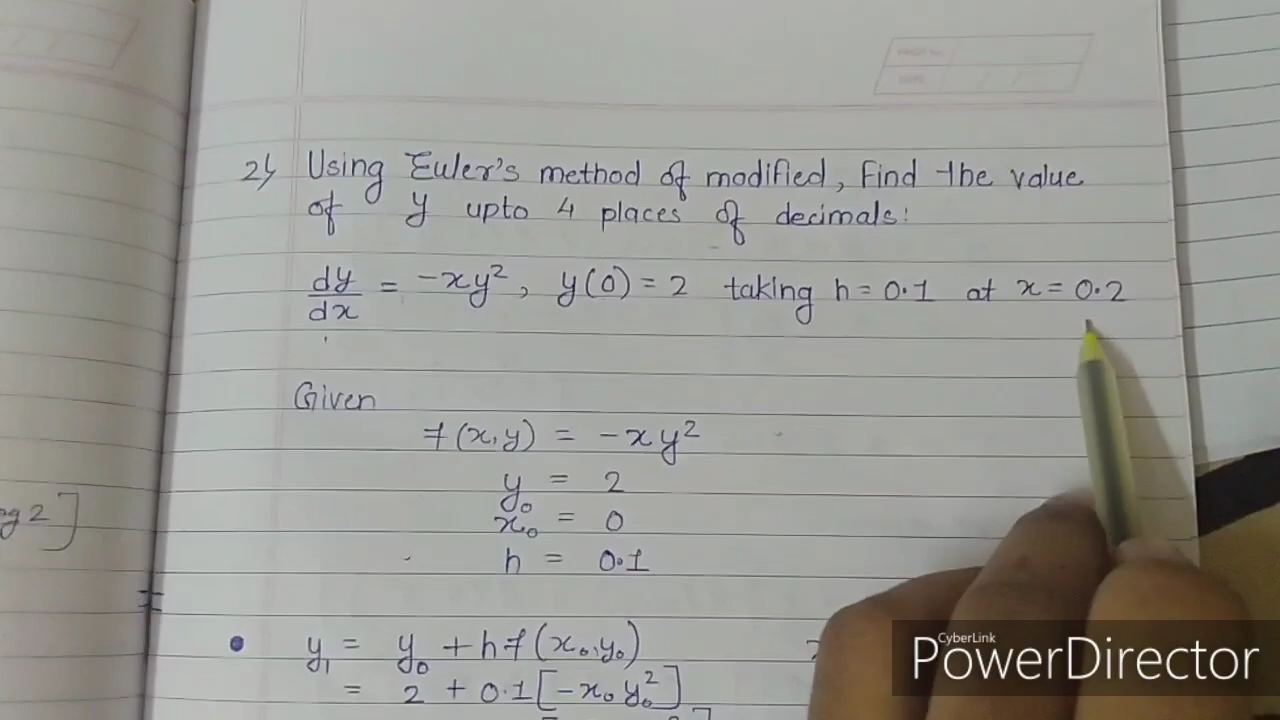 2) Using Euler's method of modified, Find the value
of y upto 4 places of decimals:
dy/dx = -xy², y(0) = 2 taking h = 0.1 at x = 0.2
Given
f(x,y) = -xy²
y₀ = 2
x₀ = 0
h = 0.1
y₁ = y₀ + hf(x₀,y₀)
= 2 + 0.1[-x₀y₀²]
CyberLink
PowerDirector